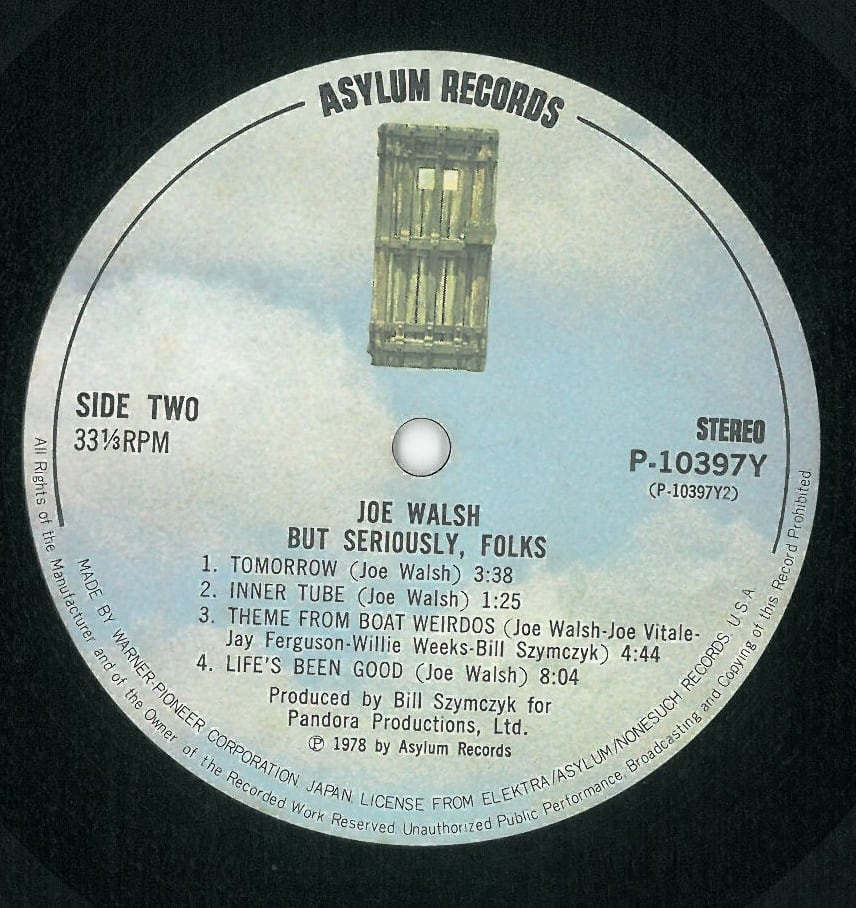 ASYLUM RECORDS
SIDE TWO
33⅓RPM
STEREO
P-10397Y
(P-10397Y2)
JOE WALSH
BUT SERIOUSLY, FOLKS
1. TOMORROW (Joe Walsh) 3:38
2. INNER TUBE (Joe Walsh) 1:25
3. THEME FROM BOAT WEIRDOS (Joe Walsh-Joe Vitale-
Jay Ferguson-Willie Weeks-Bill Szymczyk) 4:44
4. LIFE'S BEEN GOOD (Joe Walsh) 8:04
Produced by Bill Szymczyk for
Pandora Productions, Ltd.
℗ 1978 by Asylum Records
MADE BY WARNER-PIONEER CORPORATION JAPAN, LICENSE FROM ELEKTRA/ASYLUM/NONESUCH RECORDS. U.S.A.
All Rights of the Manufacturer and of the Owner of the Recorded Work Reserved Unauthorized Public Performance, Broadcasting and Copying of this Record Prohibited.